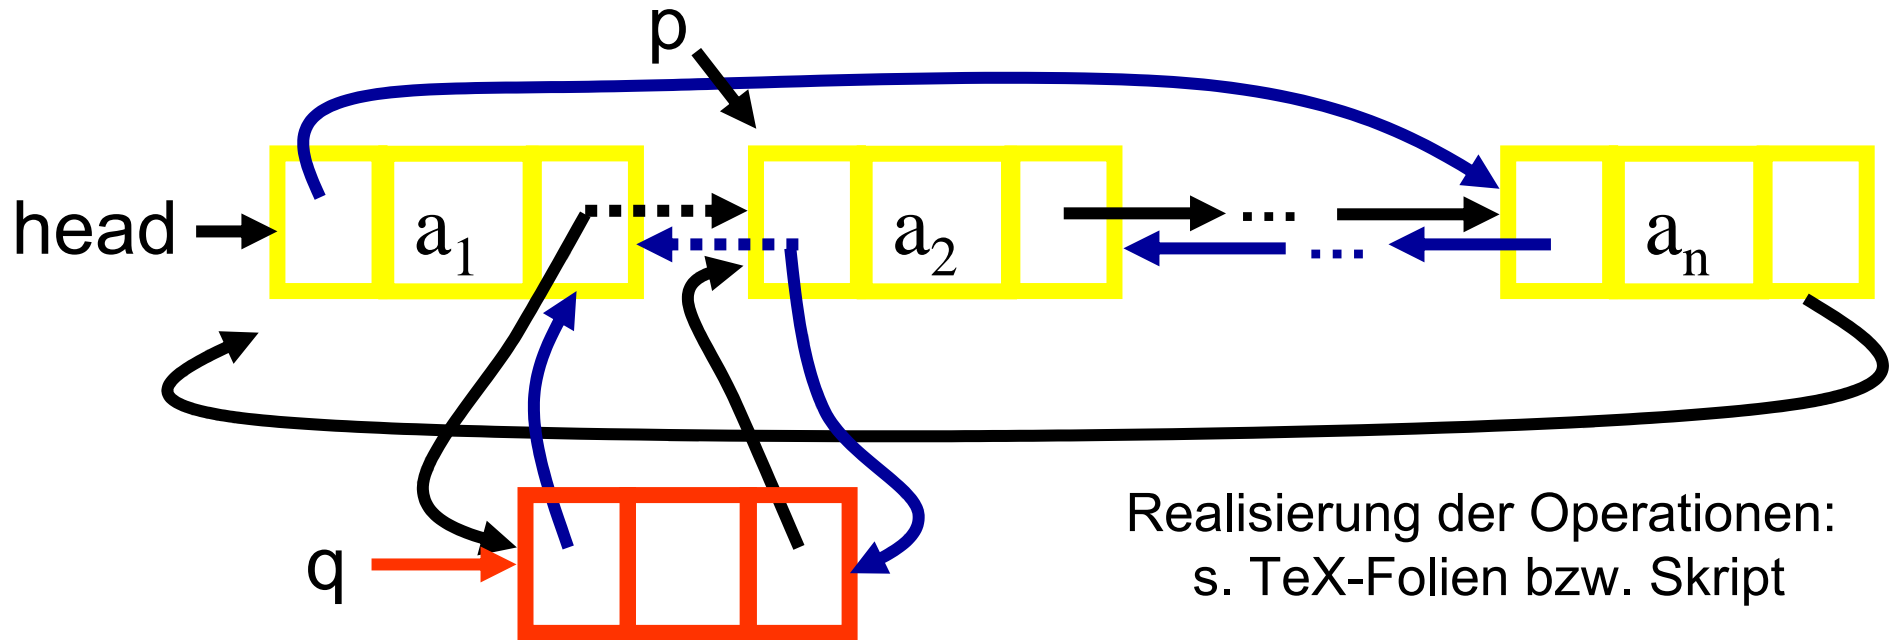 p
head
a1
a2
...
...
an
q
Realisierung der Operationen:
s. TeX-Folien bzw. Skript